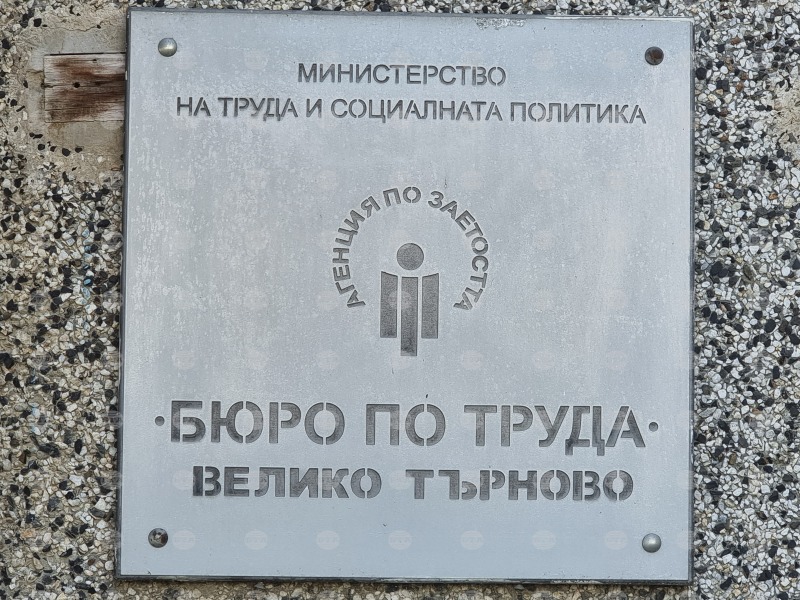 МИНИСТЕРСТВО
НА ТРУДА И СОЦИАЛНАТА ПОЛИТИКА
АГЕНЦИЯ ПО ЗАЕТОСТТА
·БЮРО ПО ТРУДА·
ВЕЛИКО ТЪРНОВО